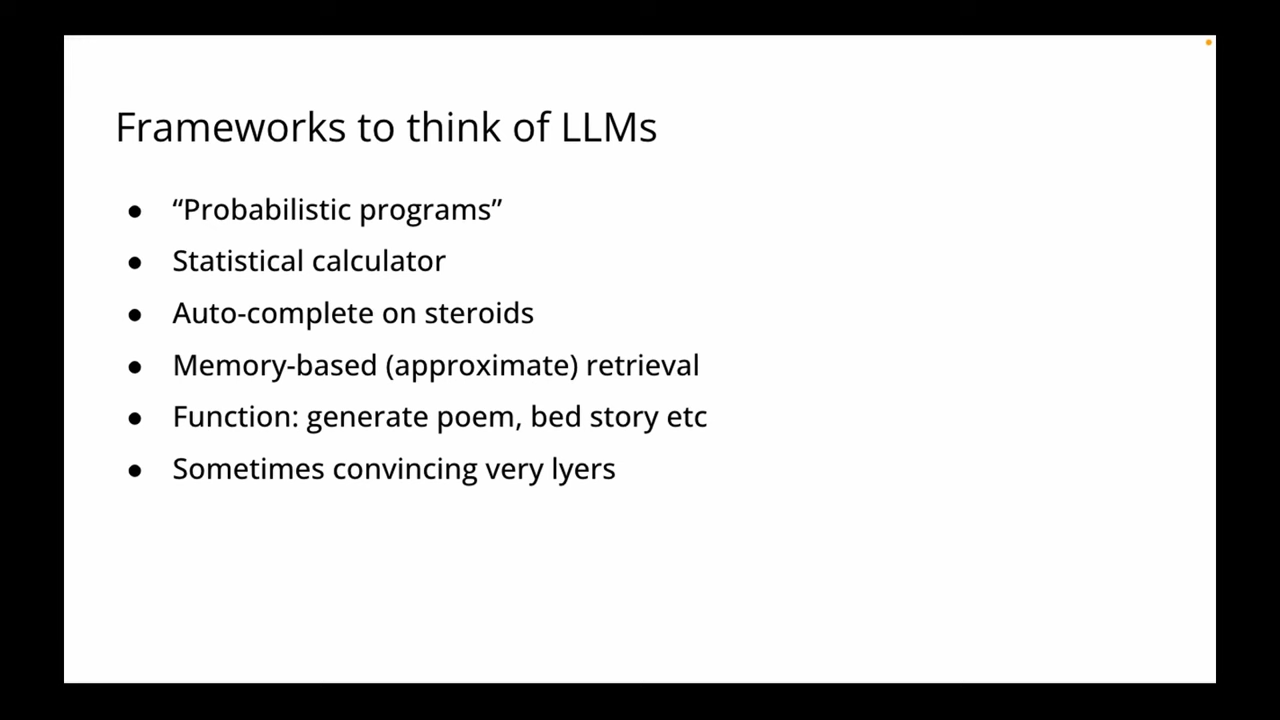 Frameworks to think of LLMs
● “Probabilistic programs”
● Statistical calculator
● Auto-complete on steroids
● Memory-based (approximate) retrieval
● Function: generate poem, bed story etc
● Sometimes convincing very lyers